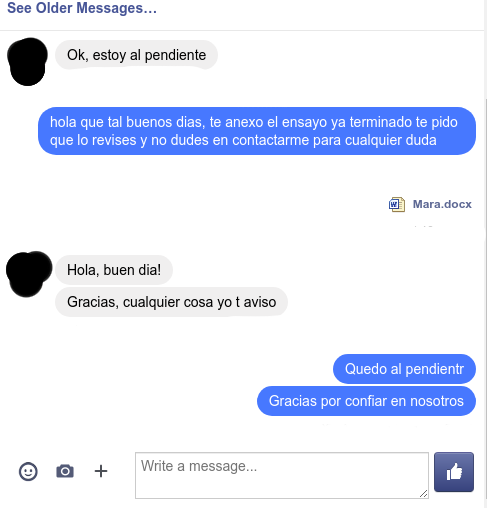 See Older Messages...
Ok, estoy al pendiente
hola que tal buenos dias, te anexo el ensayo ya terminado te pido
que lo revises y no dudes en contactarme para cualquier duda
Mara.docx
Hola, buen dia!
Gracias, cualquier cosa yo t aviso
Quedo al pendientr
Gracias por confiar en nosotros
Write a message...